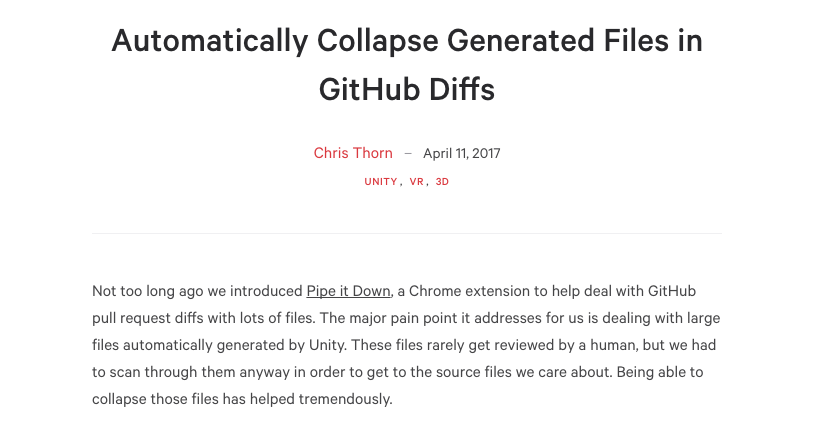 Automatically Collapse Generated Files in
GitHub Diffs
Chris Thorn – April 11, 2017
UNITY, VR, 3D
Not too long ago we introduced Pipe it Down, a Chrome extension to help deal with GitHub
pull request diffs with lots of files. The major pain point it addresses for us is dealing with large
files automatically generated by Unity. These files rarely get reviewed by a human, but we had
to scan through them anyway in order to get to the source files we care about. Being able to
collapse those files has helped tremendously.